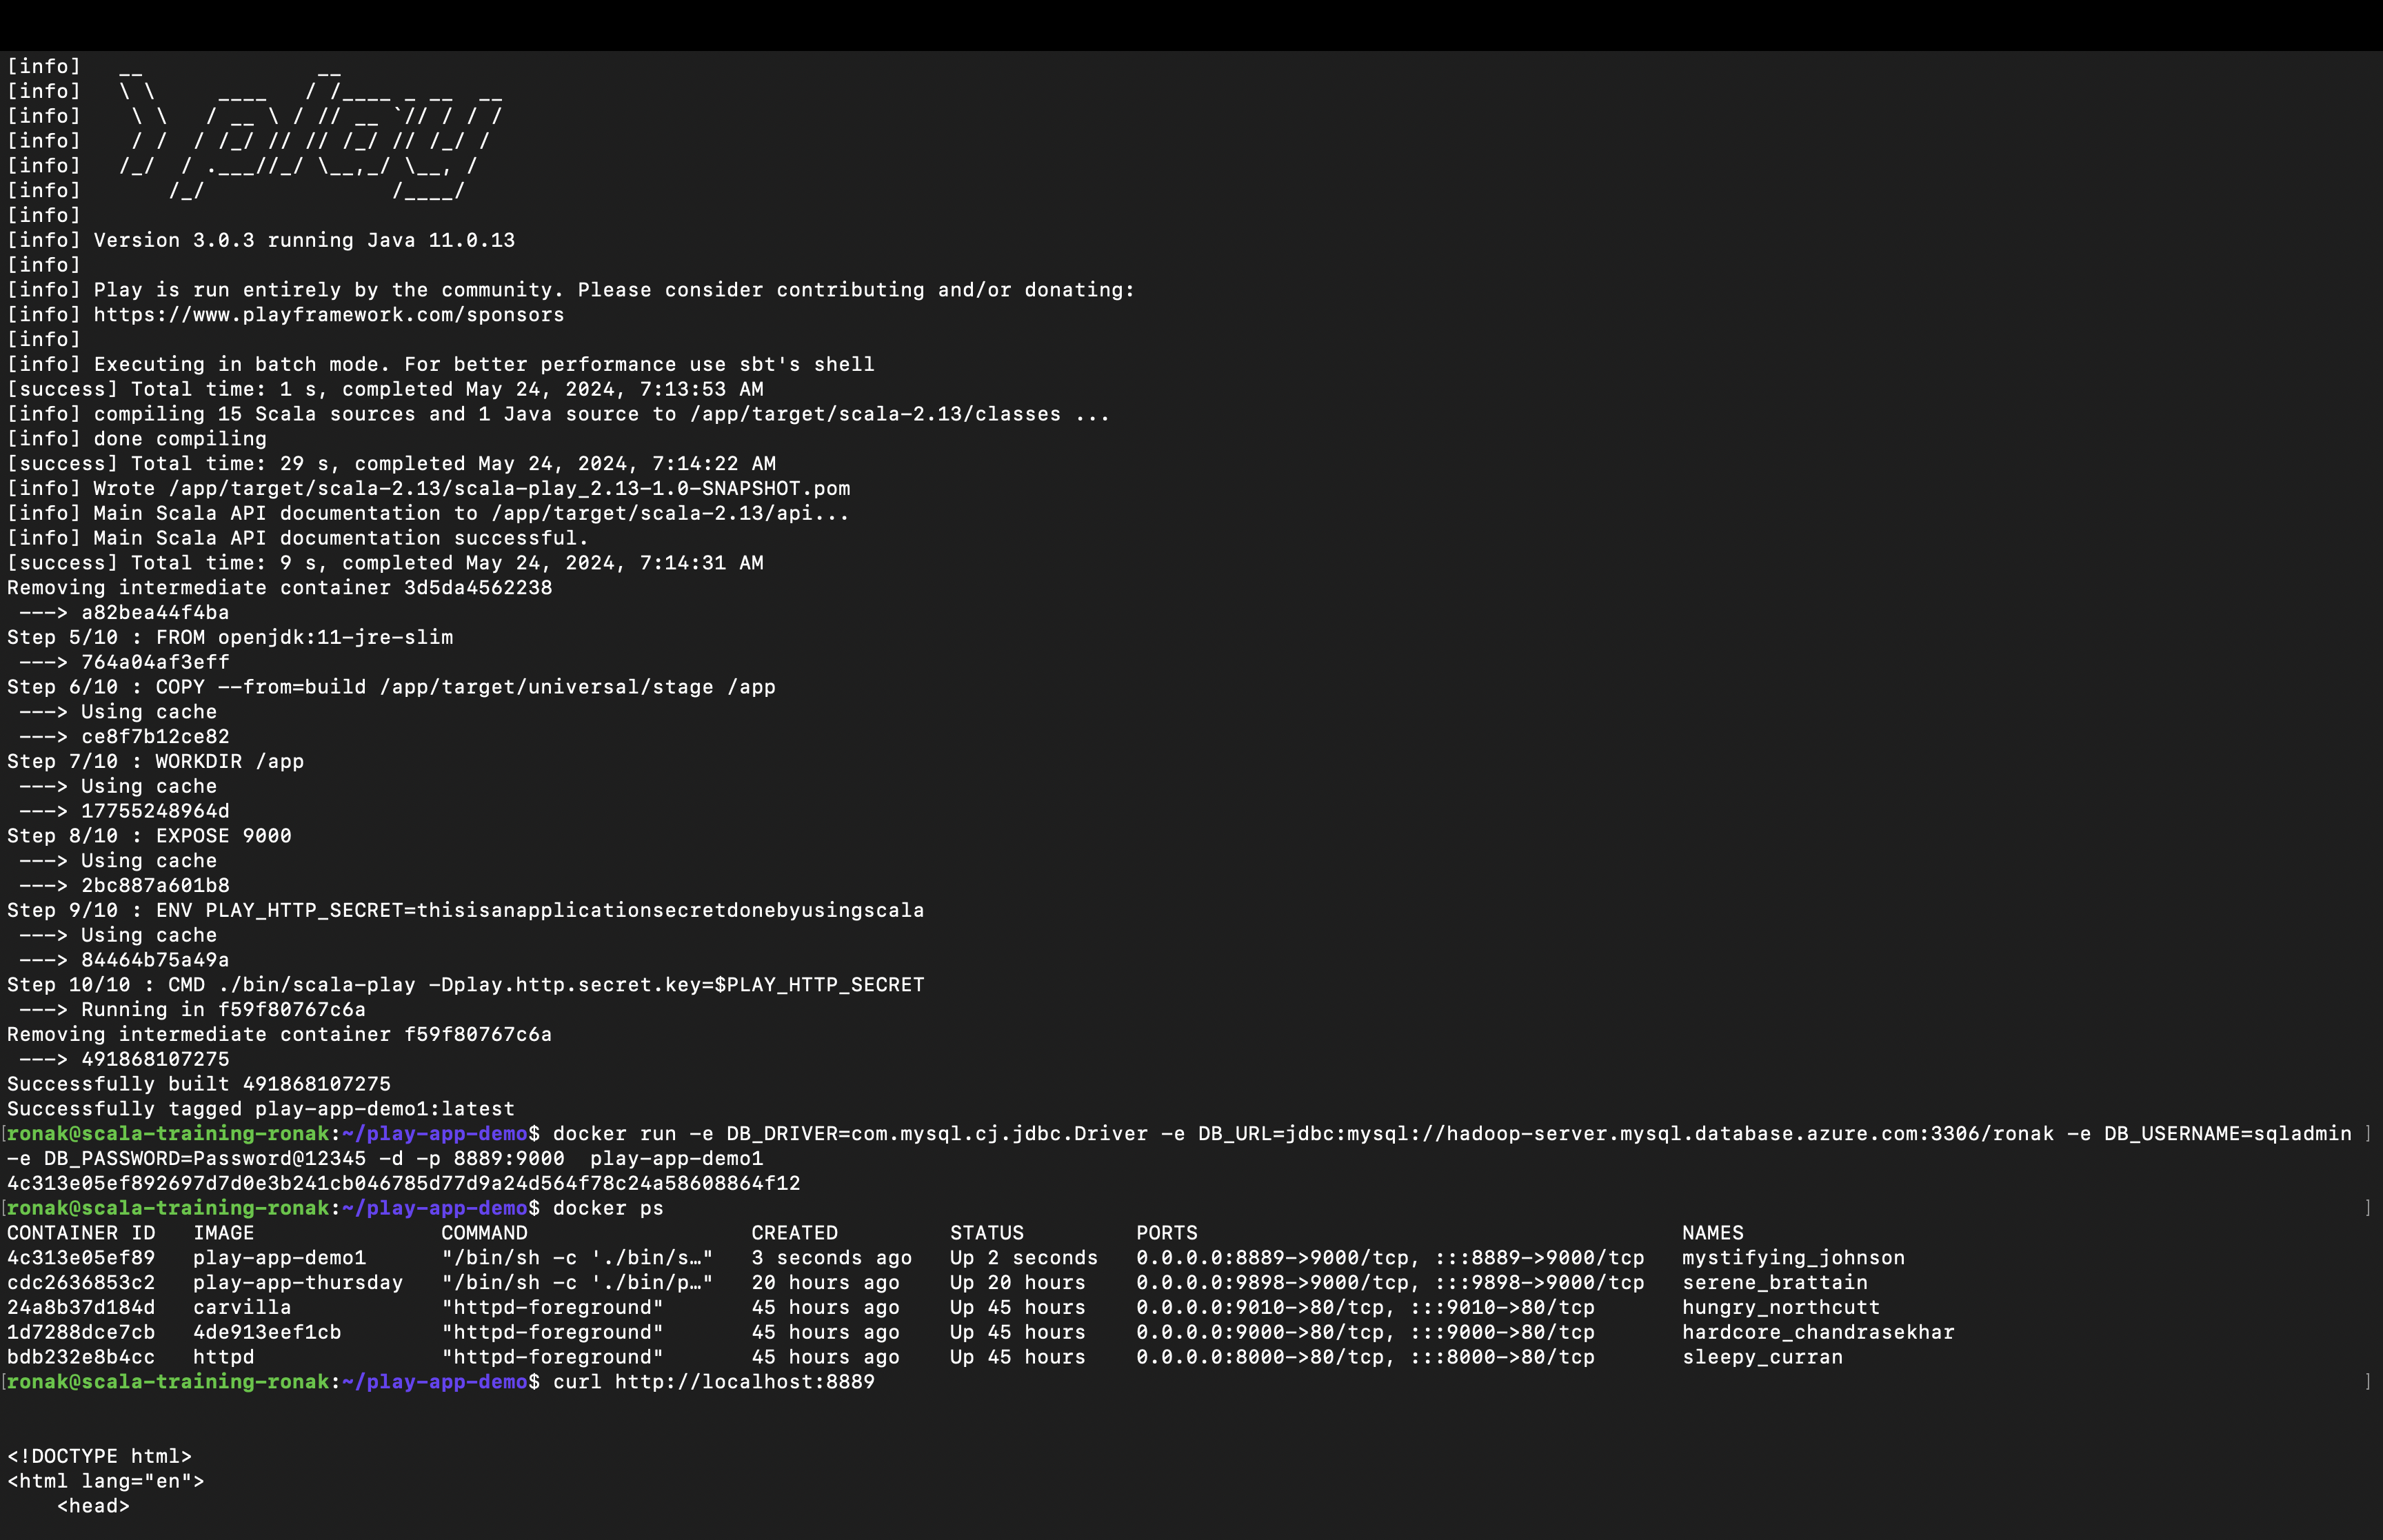 [info]   __              __
[info]   \ \     ____   / /____ _ __  __
[info]    \ \   / __ \ / // __ `// / / /
[info]    / /  / /_/ // // /_/ // /_/ /
[info]   /_/  / .___//_/ \__,_/ \__, /
[info]       /_/               /____/
[info]
[info] Version 3.0.3 running Java 11.0.13
[info]
[info] Play is run entirely by the community. Please consider contributing and/or donating:
[info] https://www.playframework.com/sponsors
[info]
[info] Executing in batch mode. For better performance use sbt's shell
[success] Total time: 1 s, completed May 24, 2024, 7:13:53 AM
[info] compiling 15 Scala sources and 1 Java source to /app/target/scala-2.13/classes ...
[info] done compiling
[success] Total time: 29 s, completed May 24, 2024, 7:14:22 AM
[info] Wrote /app/target/scala-2.13/scala-play_2.13-1.0-SNAPSHOT.pom
[info] Main Scala API documentation to /app/target/scala-2.13/api...
[info] Main Scala API documentation successful.
[success] Total time: 9 s, completed May 24, 2024, 7:14:31 AM
Removing intermediate container 3d5da4562238
 ---> a82bea44f4ba
Step 5/10 : FROM openjdk:11-jre-slim
 ---> 764a04af3eff
Step 6/10 : COPY --from=build /app/target/universal/stage /app
 ---> Using cache
 ---> ce8f7b12ce82
Step 7/10 : WORKDIR /app
 ---> Using cache
 ---> 17755248964d
Step 8/10 : EXPOSE 9000
 ---> Using cache
 ---> 2bc887a601b8
Step 9/10 : ENV PLAY_HTTP_SECRET=thisisanapplicationsecretdonebyusingscala
 ---> Using cache
 ---> 84464b75a49a
Step 10/10 : CMD ./bin/scala-play -Dplay.http.secret.key=$PLAY_HTTP_SECRET
 ---> Running in f59f80767c6a
Removing intermediate container f59f80767c6a
 ---> 491868107275
Successfully built 491868107275
Successfully tagged play-app-demo1:latest
[ronak@scala-training-ronak:~/play-app-demo$ docker run -e DB_DRIVER=com.mysql.cj.jdbc.Driver -e DB_URL=jdbc:mysql://hadoop-server.mysql.database.azure.com:3306/ronak -e DB_USERNAME=sqladmin ]
-e DB_PASSWORD=Password@12345 -d -p 8889:9000  play-app-demo1
4c313e05ef892697d7d0e3b241cb046785d77d9a24d564f78c24a58608864f12
[ronak@scala-training-ronak:~/play-app-demo$ docker ps ]
CONTAINER ID   IMAGE               COMMAND                  CREATED          STATUS         PORTS                                       NAMES
4c313e05ef89   play-app-demo1      "/bin/sh -c './bin/s…"   3 seconds ago   Up 2 seconds   0.0.0.0:8889->9000/tcp, :::8889->9000/tcp   mystifying_johnson
cdc2636853c2   play-app-thursday   "/bin/sh -c './bin/p…"   20 hours ago   Up 20 hours    0.0.0.0:9898->9000/tcp, :::9898->9000/tcp   serene_brattain
24a8b37d184d   carvilla            "httpd-foreground"       45 hours ago   Up 45 hours    0.0.0.0:9010->80/tcp, :::9010->80/tcp       hungry_northcutt
1d7288dce7cb   4de913eef1cb        "httpd-foreground"       45 hours ago   Up 45 hours    0.0.0.0:9000->80/tcp, :::9000->80/tcp       hardcore_chandrasekhar
bdb232e8b4cc   httpd               "httpd-foreground"       45 hours ago   Up 45 hours    0.0.0.0:8000->80/tcp, :::8000->80/tcp       sleepy_curran
[ronak@scala-training-ronak:~/play-app-demo$ curl http://localhost:8889 ]
<!DOCTYPE html>
<html lang="en">
    <head>